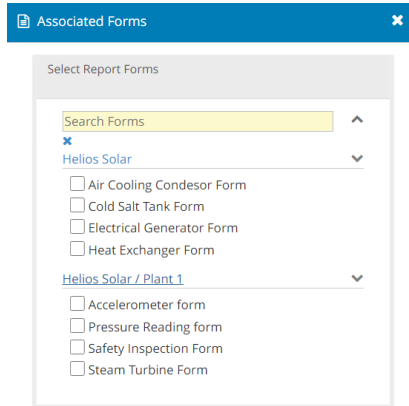 Associated Forms
Select Report Forms
Search Forms
Helios Solar
Air Cooling Condesor Form
Cold Salt Tank Form
Electrical Generator Form
Heat Exchanger Form
Helios Solar / Plant 1
Accelerometer form
Pressure Reading form
Safety Inspection Form
Steam Turbine Form